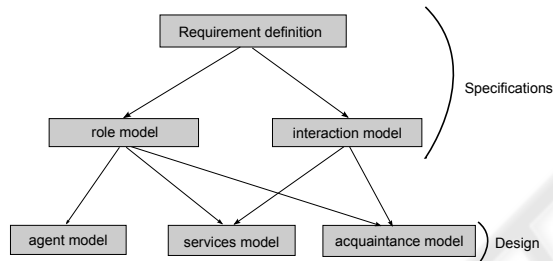 Requirement definition
Specifications
role model
interaction model
agent model
services model
acquaintance model
Design